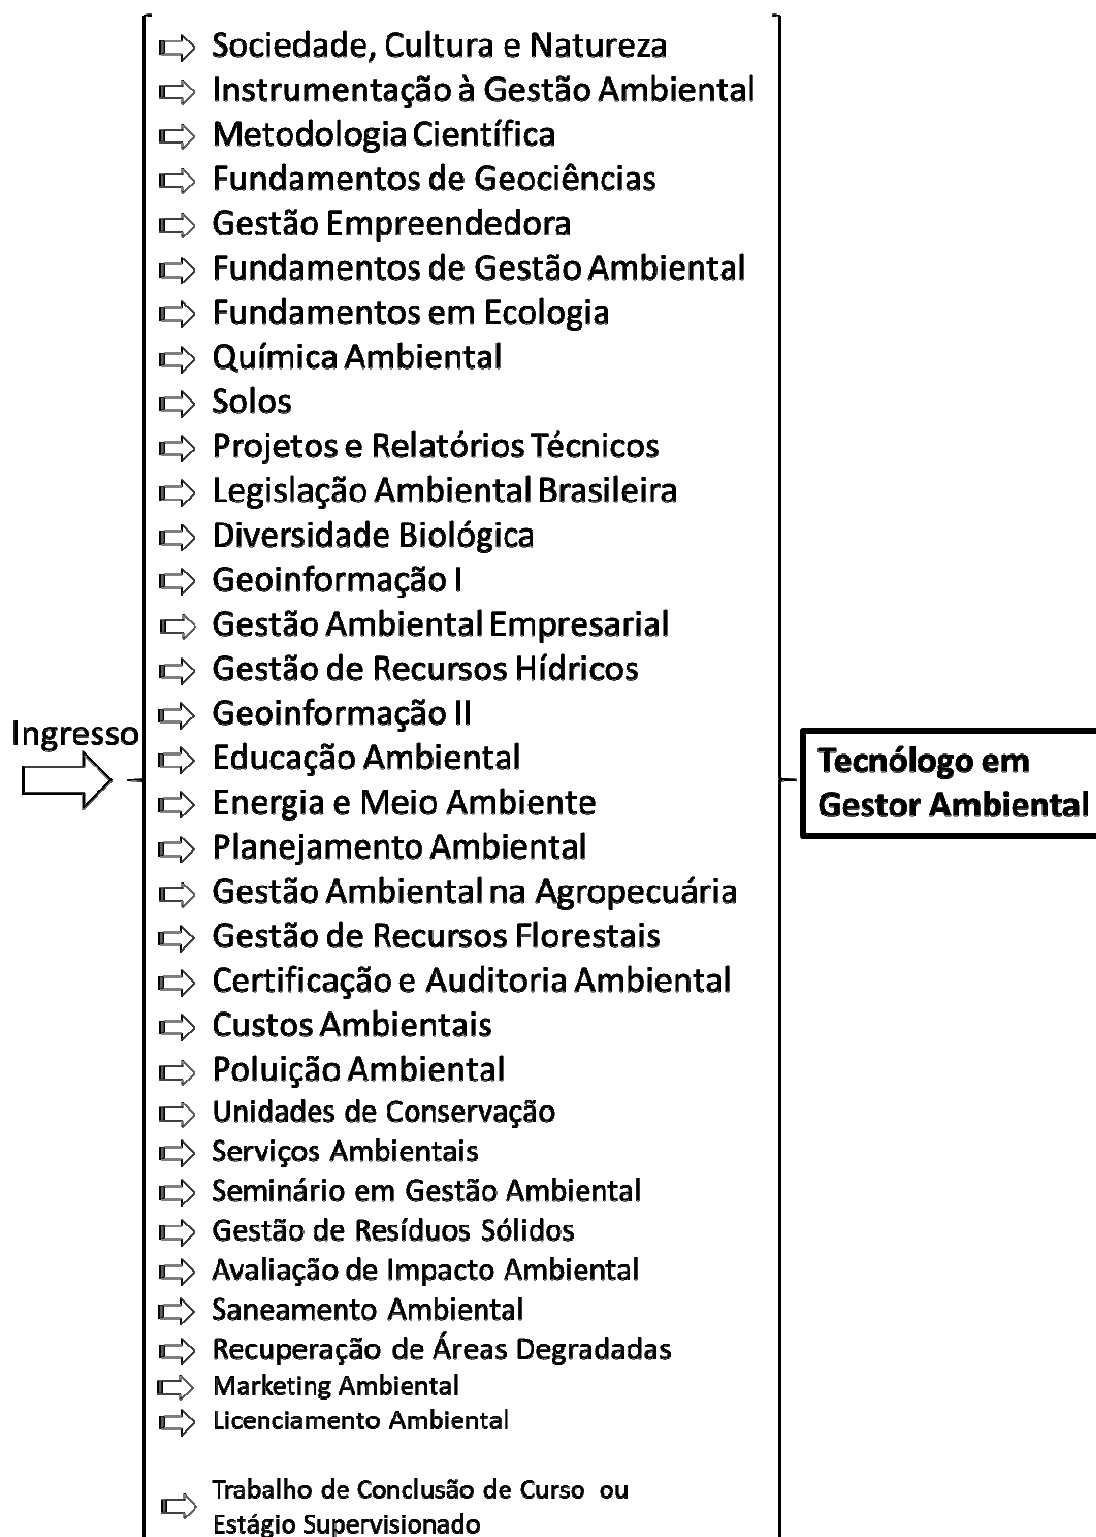 Sociedade, Cultura e Natureza
Instrumentação à Gestão Ambiental
Metodologia Científica
Fundamentos de Geociências
Gestão Empreendedora
Fundamentos de Gestão Ambiental
Fundamentos em Ecologia
Química Ambiental
Solos
Projetos e Relatórios Técnicos
Legislação Ambiental Brasileira
Diversidade Biológica
Geoinformação I
Gestão Ambiental Empresarial
Gestão de Recursos Hídricos
Geoinformação II
Ingresso
Educação Ambiental
Energia e Meio Ambiente
Planejamento Ambiental
Gestão Ambiental na Agropecuária
Gestão de Recursos Florestais
Certificação e Auditoria Ambiental
Custos Ambientais
Poluição Ambiental
Unidades de Conservação
Serviços Ambientais
Seminário em Gestão Ambiental
Gestão de Resíduos Sólidos
Avaliação de Impacto Ambiental
Saneamento Ambiental
Recuperação de Áreas Degradadas
Marketing Ambiental
Licenciamento Ambiental
Trabalho de Conclusão de Curso ou
Estágio Supervisionado
Tecnólogo em
Gestor Ambiental